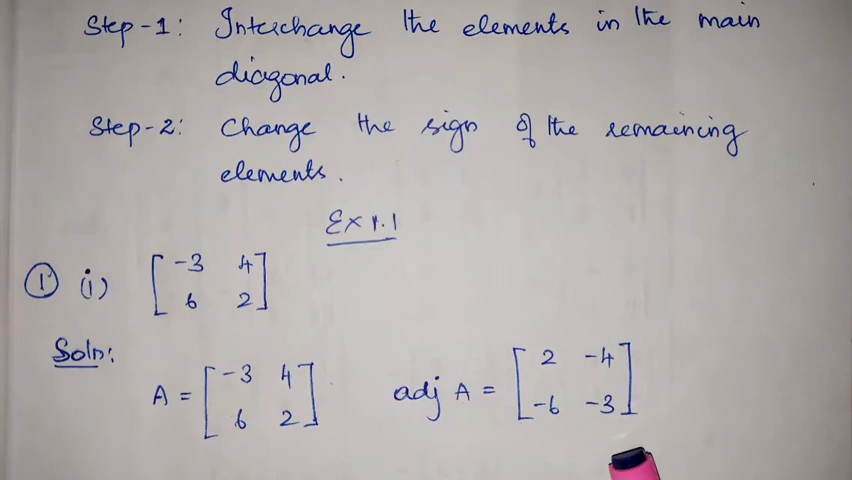 Step-1: Interchange the elements in the main
diagonal.
Step-2: Change the sign of the remaining
elements.
Ex 1.1
① (i) [-3 4
6 2]
Soln:
A = [-3 4
6 2] adj A = [2 -4
-6 -3]